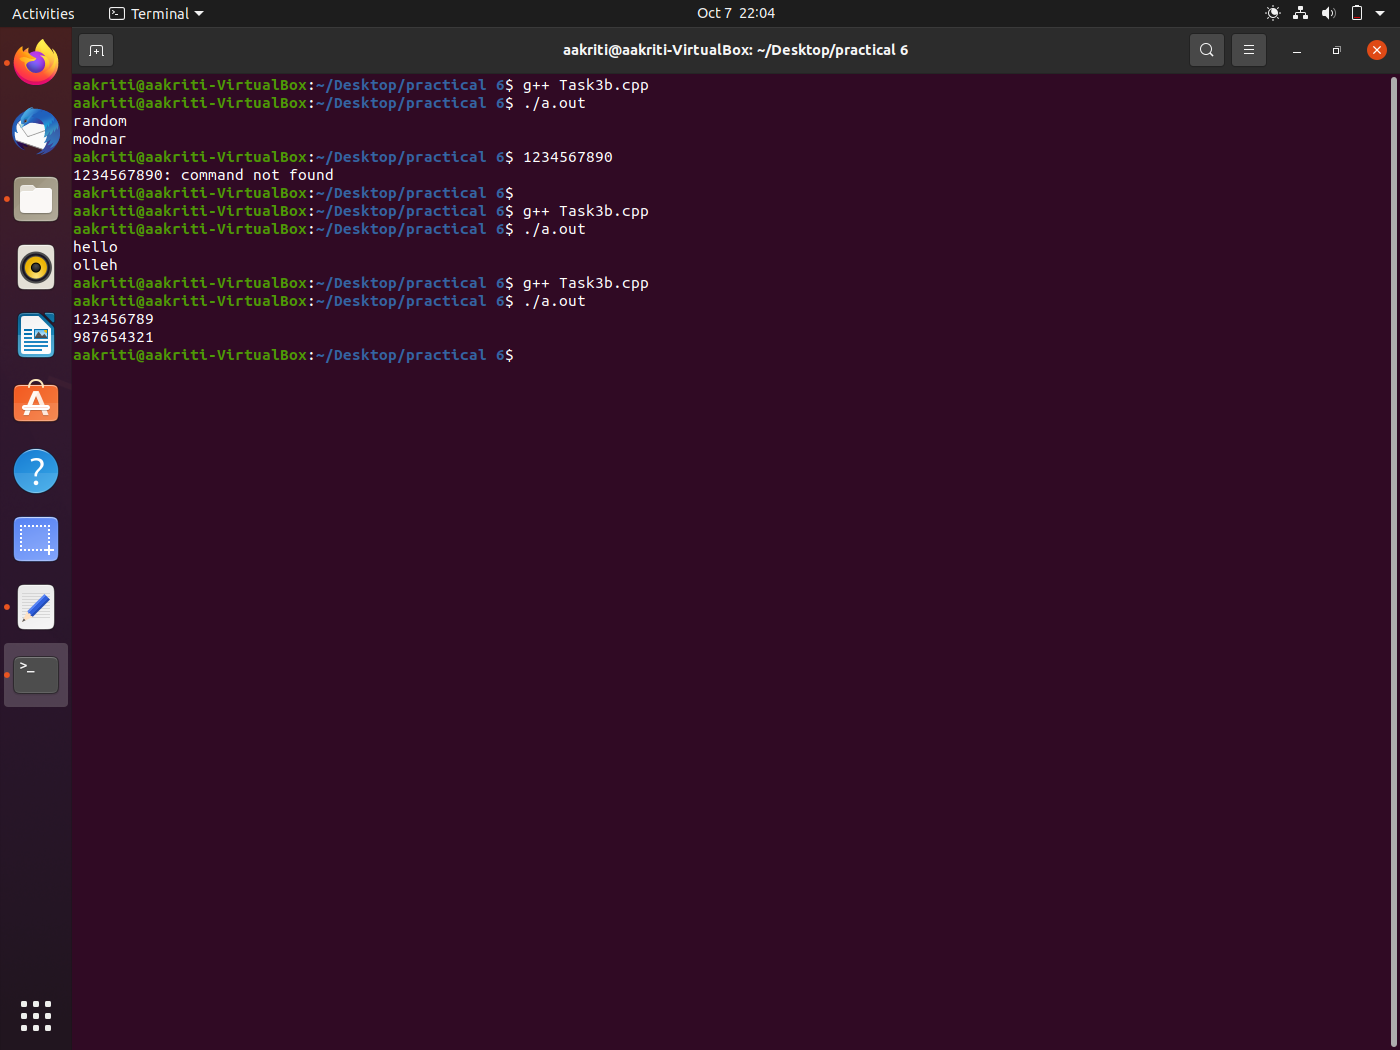 Activities Terminal Oct 7 22:04
aakriti@aakriti-VirtualBox: ~/Desktop/practical 6
aakriti@aakriti-VirtualBox:~/Desktop/practical 6$ g++ Task3b.cpp
aakriti@aakriti-VirtualBox:~/Desktop/practical 6$ ./a.out
random
modnar
aakriti@aakriti-VirtualBox:~/Desktop/practical 6$ 1234567890
1234567890: command not found
aakriti@aakriti-VirtualBox:~/Desktop/practical 6$
aakriti@aakriti-VirtualBox:~/Desktop/practical 6$ g++ Task3b.cpp
aakriti@aakriti-VirtualBox:~/Desktop/practical 6$ ./a.out
hello
olleh
aakriti@aakriti-VirtualBox:~/Desktop/practical 6$ g++ Task3b.cpp
aakriti@aakriti-VirtualBox:~/Desktop/practical 6$ ./a.out
123456789
987654321
aakriti@aakriti-VirtualBox:~/Desktop/practical 6$